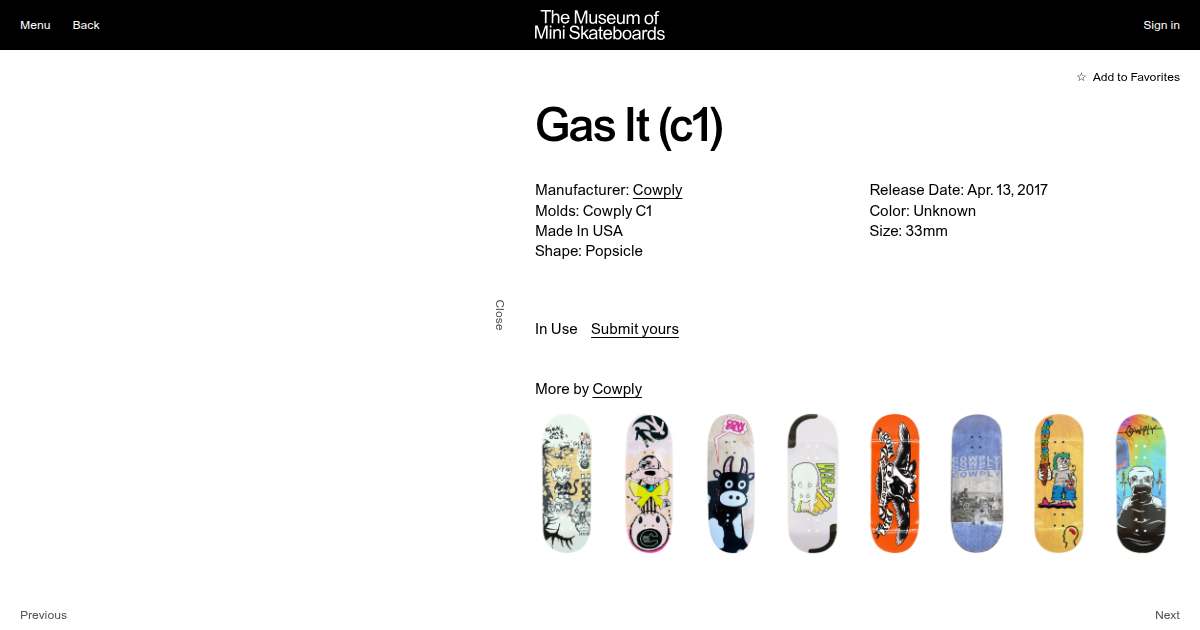 Menu
Back
The Museum of
Mini Skateboards
Sign in
☆ Add to Favorites
Gas It (c1)
Manufacturer: Cowply
Molds: Cowply C1
Made In USA
Shape: Popsicle
Release Date: Apr. 13, 2017
Color: Unknown
Size: 33mm
Close
In Use
Submit yours
More by Cowply
COWPLY
COWPLY
Previous
Next